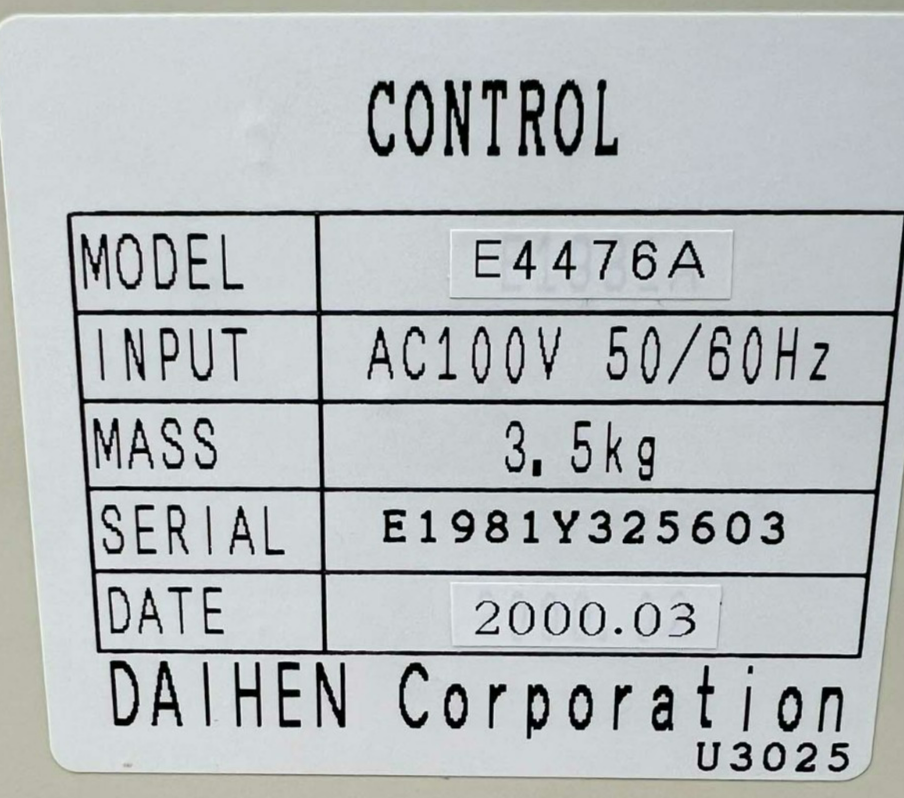 CONTROL
MODEL E4476A
INPUT AC100V 50/60Hz
MASS 3.5kg
SERIAL E1981Y325603
DATE 2000.03
DAIHEN Corporation
U3025